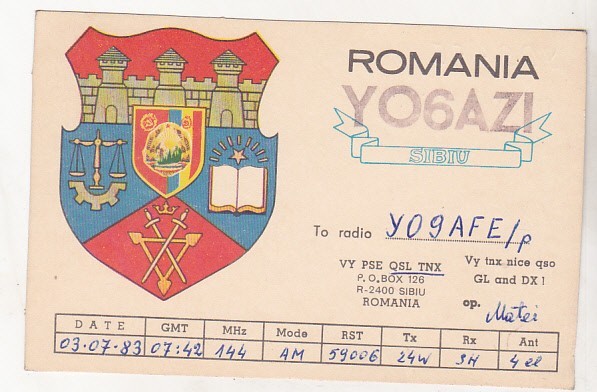 ROMANIA
YO6AZI
SIBIU
To radio YO9AFE/p
VY PSE QSL TNX
P.O.BOX 126
R-2400 SIBIU
ROMANIA
Vy tnx nice qso
GL and DX !
op. Matei
DATE GMT MHz Mode RST Tx Rx Ant
03.07.83 07:42 144 AM 59006 24W SH 4 el